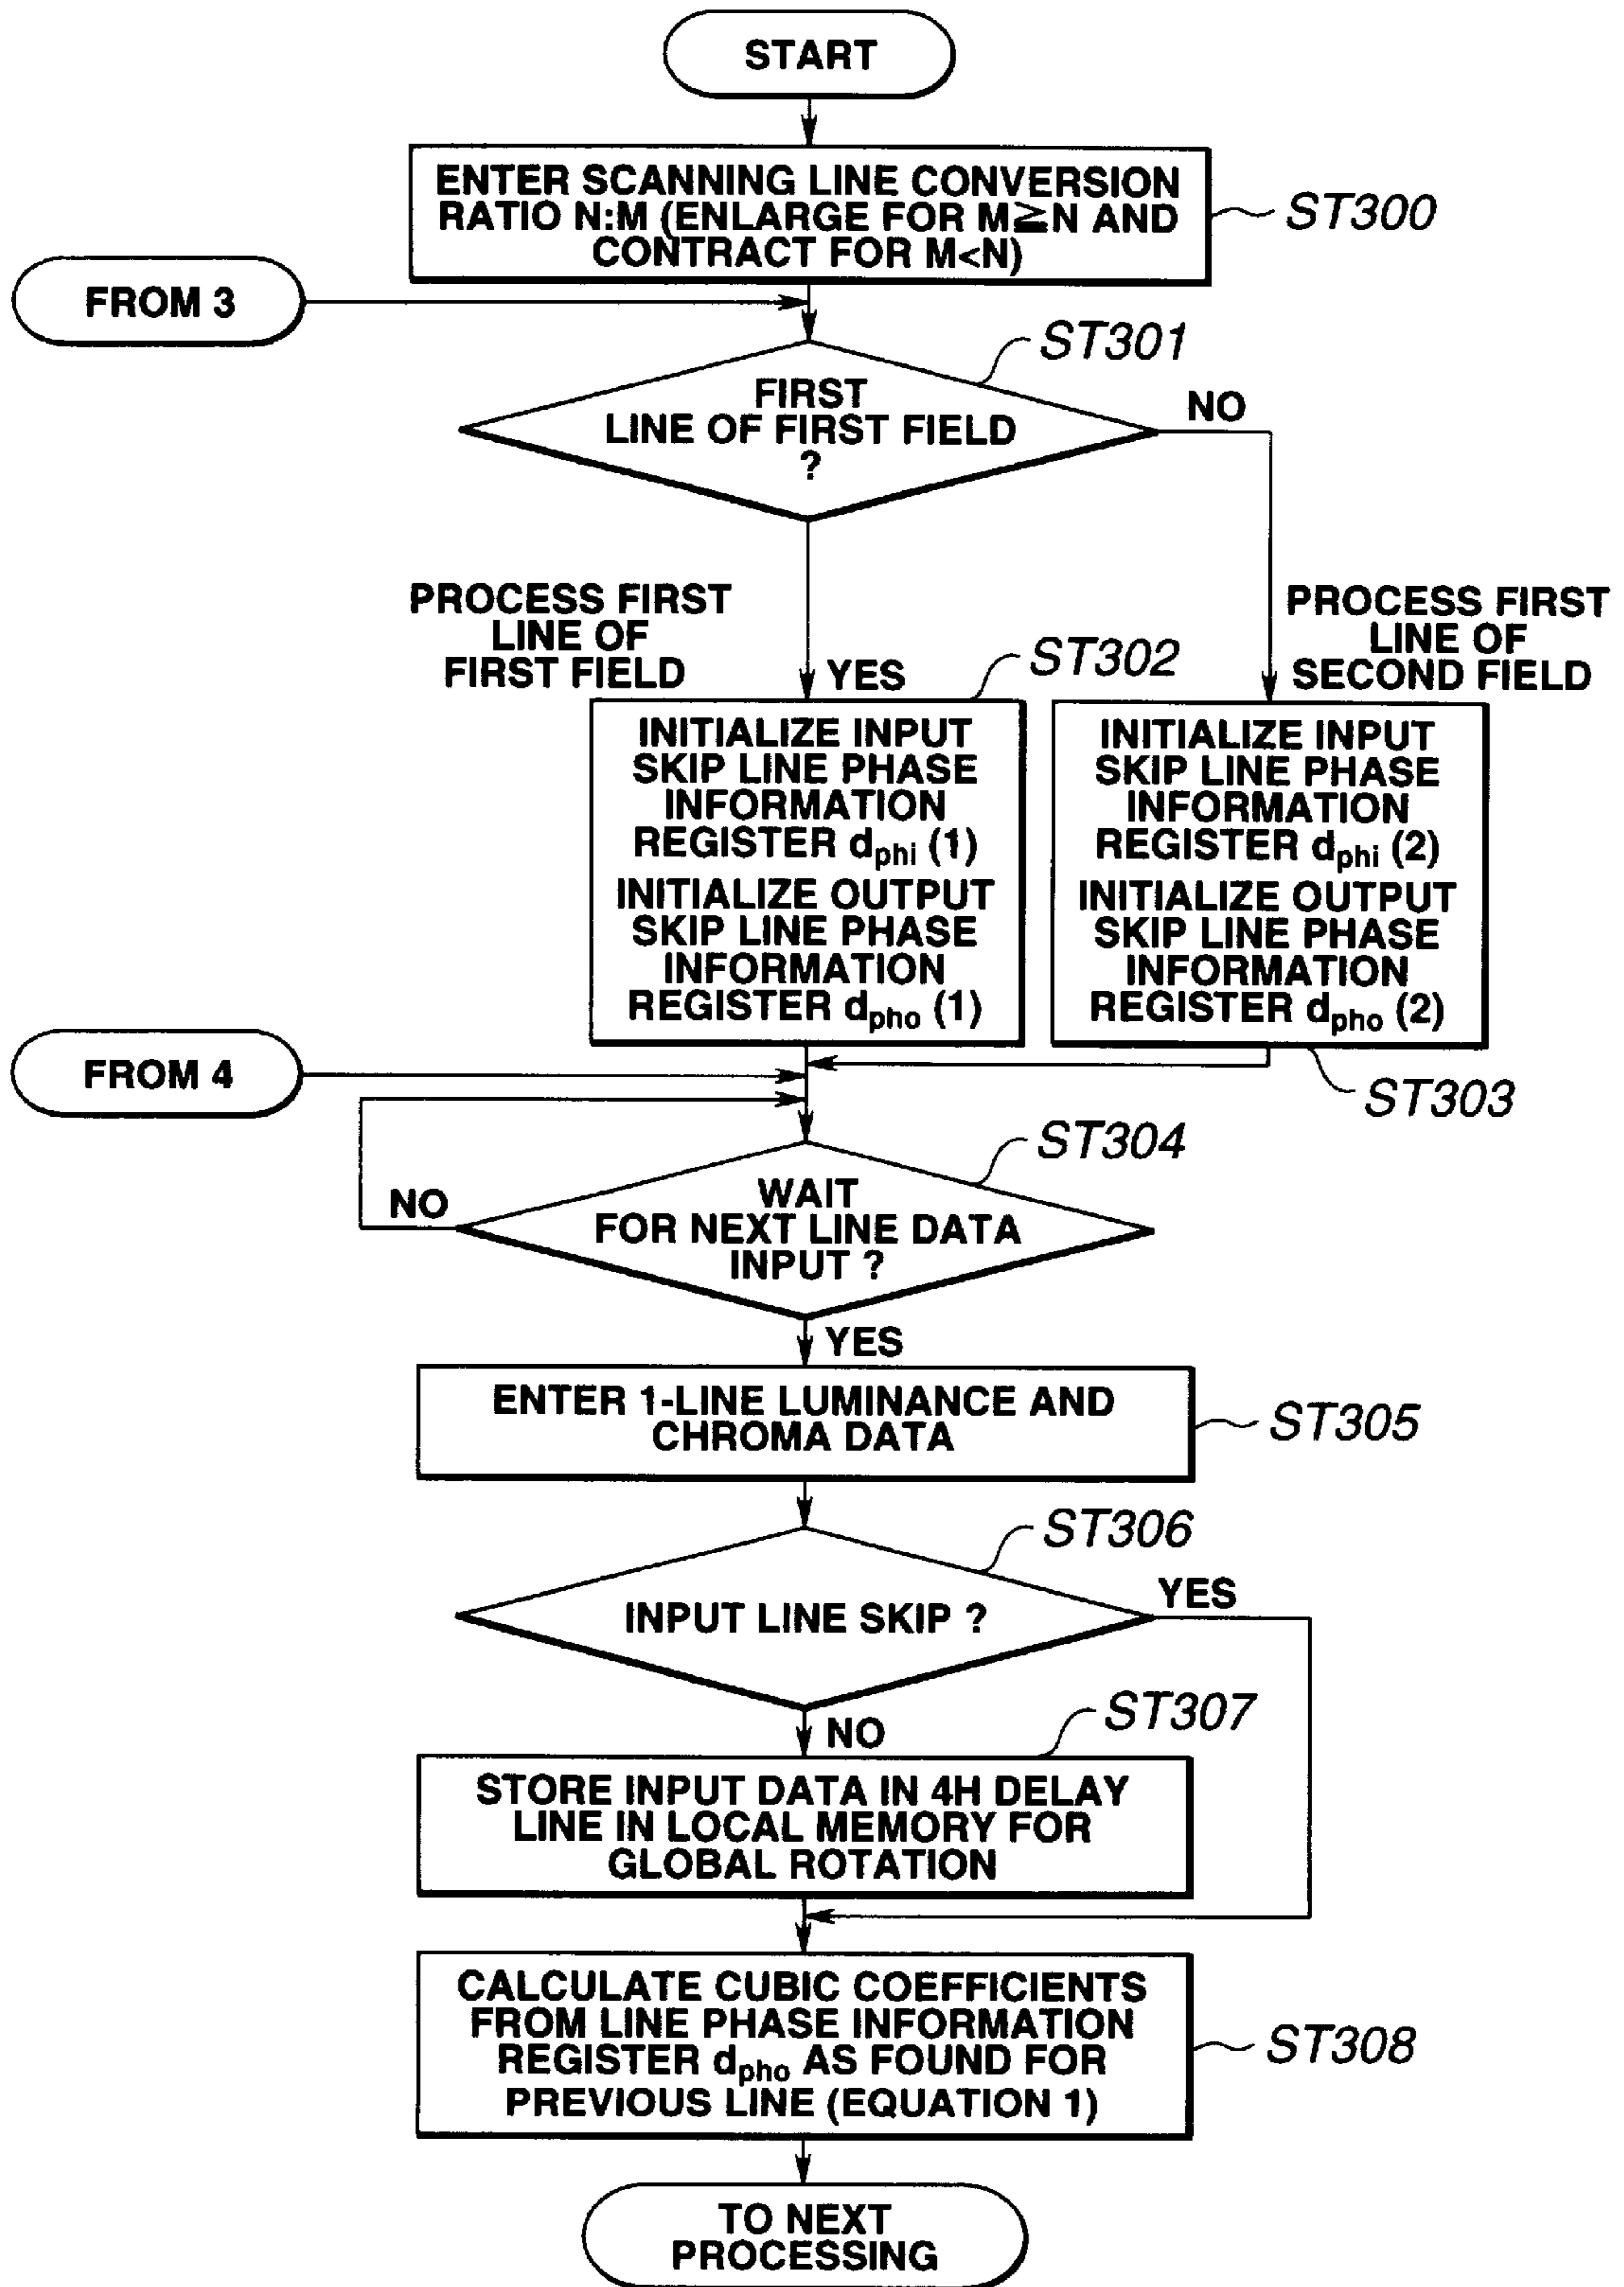 START
ENTER SCANNING LINE CONVERSION
RATIO N:M (ENLARGE FOR M≧N AND
CONTRACT FOR M<N)
ST300
FROM 3
ST301
FIRST
LINE OF FIRST FIELD
?
NO
PROCESS FIRST
LINE OF
FIRST FIELD
YES
ST302
PROCESS FIRST
LINE OF
SECOND FIELD
INITIALIZE INPUT
SKIP LINE PHASE
INFORMATION
REGISTER dphi (1)
INITIALIZE OUTPUT
SKIP LINE PHASE
INFORMATION
REGISTER dpho (1)
INITIALIZE INPUT
SKIP LINE PHASE
INFORMATION
REGISTER dphi (2)
INITIALIZE OUTPUT
SKIP LINE PHASE
INFORMATION
REGISTER dpho (2)
ST303
FROM 4
ST304
WAIT
FOR NEXT LINE DATA
INPUT ?
NO
YES
ENTER 1-LINE LUMINANCE AND
CHROMA DATA
ST305
ST306
INPUT LINE SKIP ?
YES
NO
ST307
STORE INPUT DATA IN 4H DELAY
LINE IN LOCAL MEMORY FOR
GLOBAL ROTATION
CALCULATE CUBIC COEFFICIENTS
FROM LINE PHASE INFORMATION
REGISTER dpho AS FOUND FOR
PREVIOUS LINE (EQUATION 1)
ST308
TO NEXT
PROCESSING